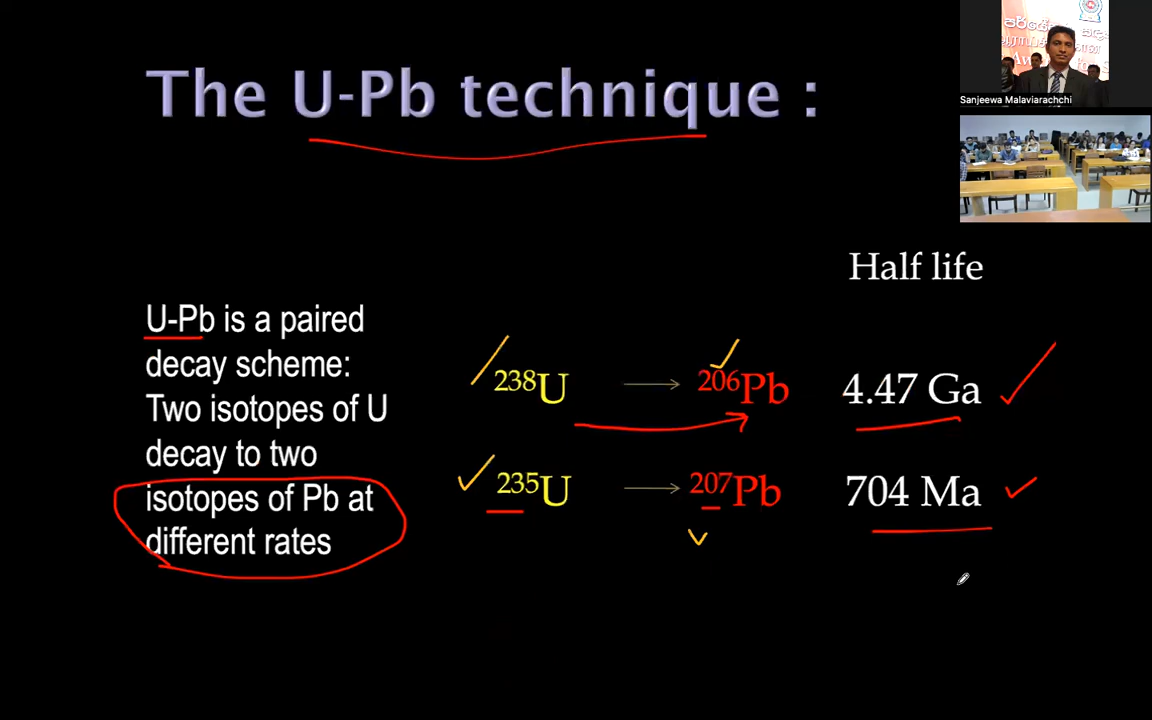 The U-Pb technique :
Sanjeewa Malaviarachchi
Half life
U-Pb is a paired
decay scheme:
Two isotopes of U
decay to two
isotopes of Pb at
different rates
238U → 206Pb 4.47 Ga
235U → 207Pb 704 Ma